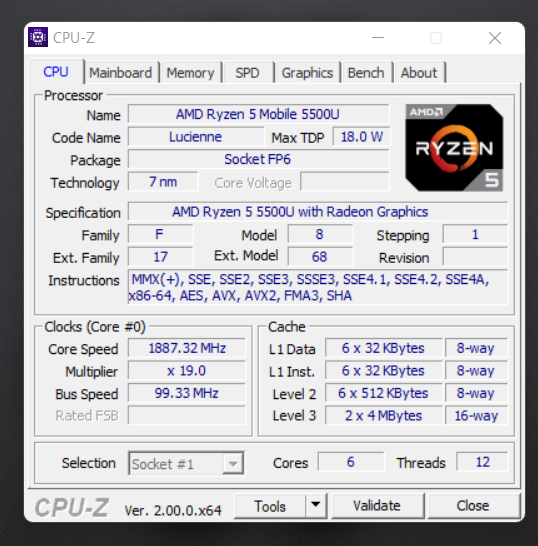 CPU-Z
CPU Mainboard Memory SPD Graphics Bench About
Processor
Name AMD Ryzen 5 Mobile 5500U
Code Name Lucienne Max TDP 18.0 W
Package Socket FP6
Technology 7 nm Core Voltage
AMD
RYZEN
5
Specification AMD Ryzen 5 5500U with Radeon Graphics
Family F Model 8 Stepping 1
Ext. Family 17 Ext. Model 68 Revision
Instructions MMX(+), SSE, SSE2, SSE3, SSSE3, SSE4.1, SSE4.2, SSE4A,
x86-64, AES, AVX, AVX2, FMA3, SHA
Clocks (Core #0)
Core Speed 1887.32 MHz
Multiplier x 19.0
Bus Speed 99.33 MHz
Rated FSB
Cache
L1 Data 6 x 32 KBytes 8-way
L1 Inst. 6 x 32 KBytes 8-way
Level 2 6 x 512 KBytes 8-way
Level 3 2 x 4 MBytes 16-way
Selection Socket #1 Cores 6 Threads 12
CPU-Z Ver. 2.00.0.x64 Tools Validate Close